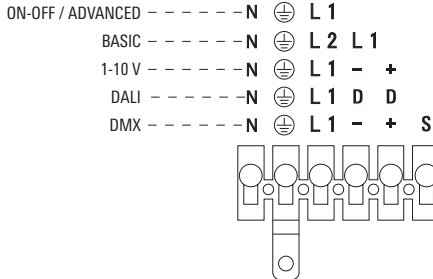 ON-OFF / ADVANCED - - - - - - N ⏚ L 1
BASIC - - - - - - N ⏚ L 2 L 1
1-10 V - - - - - - N ⏚ L 1 - +
DALI - - - - - - N ⏚ L 1 D D
DMX - - - - - - N ⏚ L 1 - + S